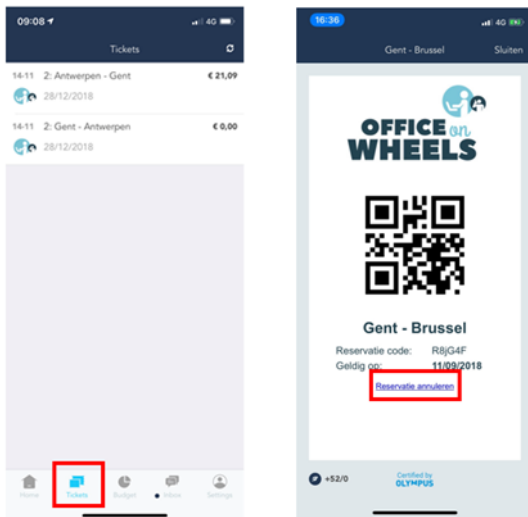 09:08
4G
Tickets
14-11 2: Antwerpen - Gent € 21,09
28/12/2018
14-11 2: Gent - Antwerpen € 0,00
28/12/2018
Home Tickets Budget Inbox Settings
16:36
4G
Gent - Brussel Sluiten
OFFICE on
WHEELS
Gent - Brussel
Reservatie code: R8jG4F
Geldig op: 11/09/2018
Reservatie annuleren
+52/0
Certified by
OLYMPUS